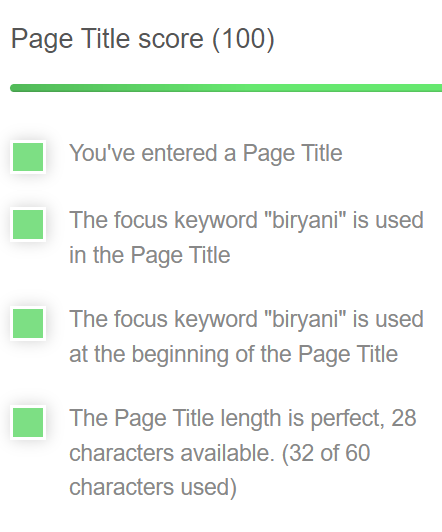 Page Title score (100)
You've entered a Page Title
The focus keyword "biryani" is used
in the Page Title
The focus keyword "biryani" is used
at the beginning of the Page Title
The Page Title length is perfect, 28
characters available. (32 of 60
characters used)